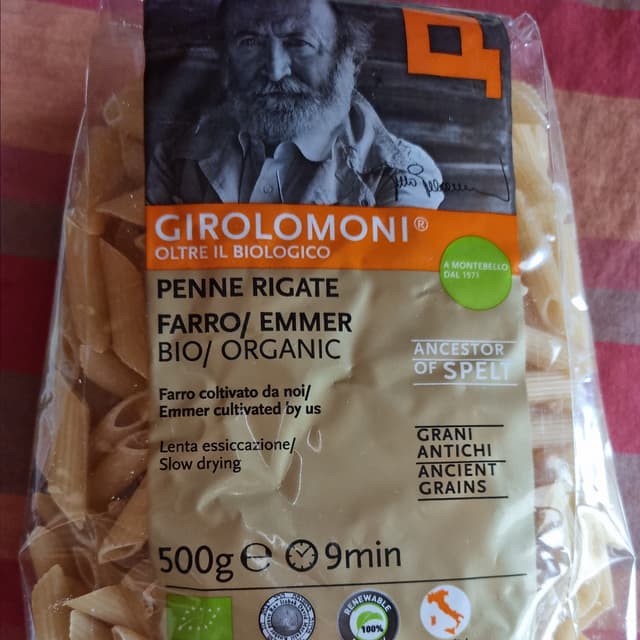 GIROLOMONI®
OLTRE IL BIOLOGICO
A MONTEBELLO
DAL 1971
PENNE RIGATE
FARRO/ EMMER
BIO/ ORGANIC
ANCESTOR
OF SPELT
Farro coltivato da noi/
Emmer cultivated by us
GRANI
ANTICHI
ANCIENT
GRAINS
Lenta essiccazione/
Slow drying
500g ℮ 9min
RENEWABLE
100%